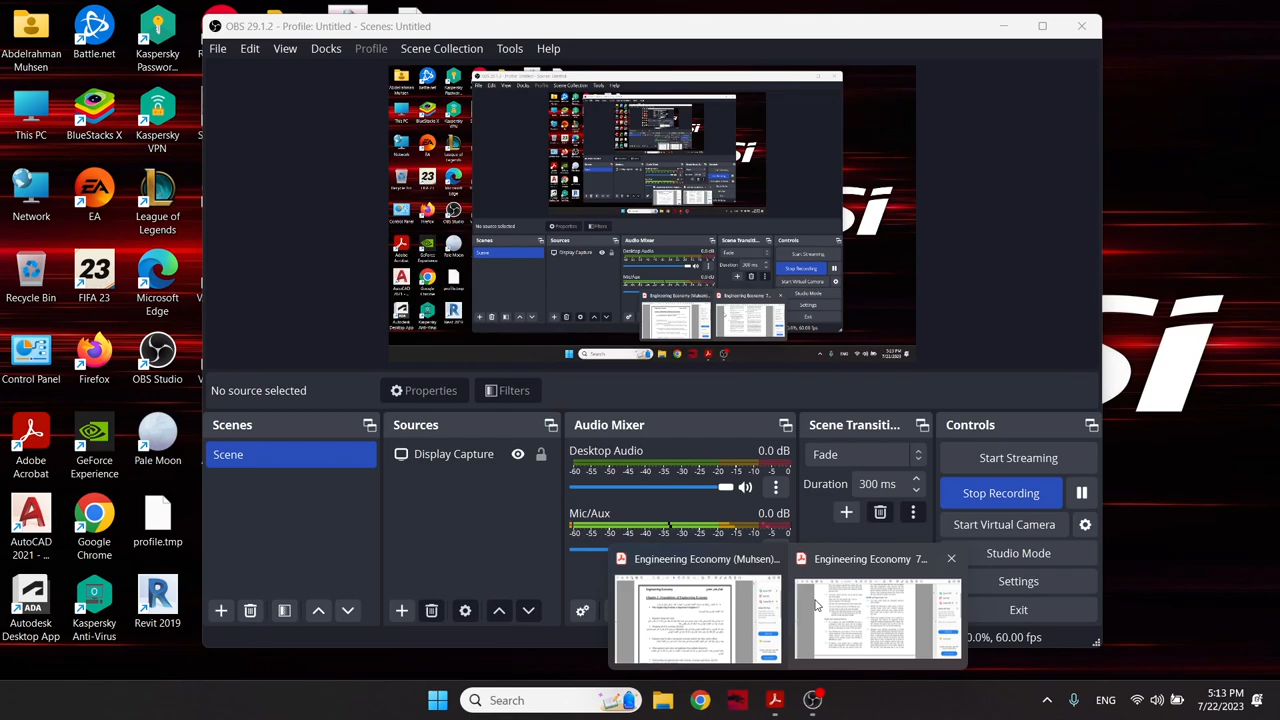 OBS 29.1.2 - Profile: Untitled - Scenes: Untitled
File Edit View Docks Profile Scene Collection Tools Help
Abdelrahman Muhsen
Battle.net
Kaspersky Passwor...
This PC
BlueStacks X
Kaspersky VPN
Network
EA
League of Legends
Recycle Bin
23
FIFA 23
Microsoft Edge
Control Panel
Firefox
OBS Studio
Adobe Acrobat
GeForce Experience
Pale Moon
AutoCAD 2021 - ...
Google Chrome
profile.tmp
Autodesk Desktop App
Kaspersky Anti-Virus
Revit 2019
No source selected
Properties
Filters
Scenes
Scene
Sources
Display Capture
Audio Mixer
Desktop Audio 0.0 dB
-60 -55 -50 -45 -40 -35 -30 -25 -20 -15 -10 -5 0
Mic/Aux 0.0 dB
-60 -55 -50 -45 -40 -35 -30 -25 -20 -15 -10 -5 0
Scene Transiti...
Fade
Duration 300 ms
Controls
Start Streaming
Stop Recording
Start Virtual Camera
Studio Mode
Settings
Exit
0.0%, 60.00 fps
Engineering Economy (Muhsen)...
Engineering Economy 7...
Search
ENG
5:13 PM
7/22/2023